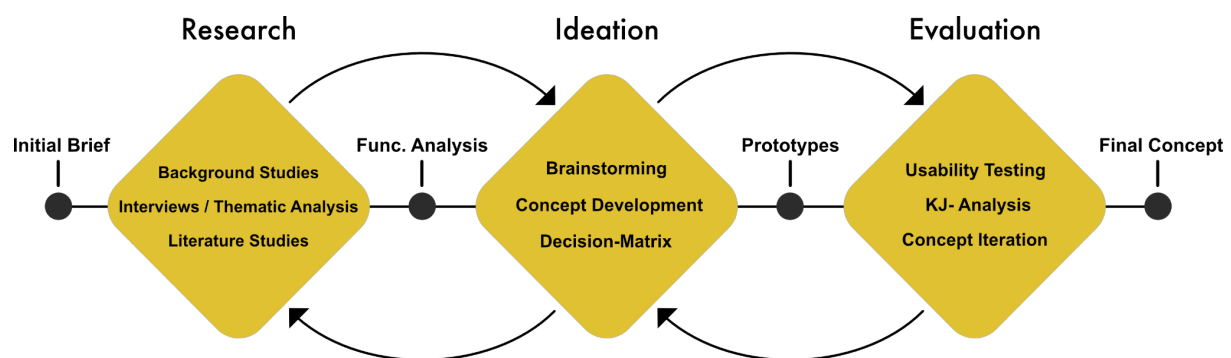 Research
Ideation
Evaluation
Initial Brief
Func. Analysis
Prototypes
Final Concept
Background Studies
Interviews / Thematic Analysis
Literature Studies
Brainstorming
Concept Development
Decision-Matrix
Usability Testing
KJ- Analysis
Concept Iteration